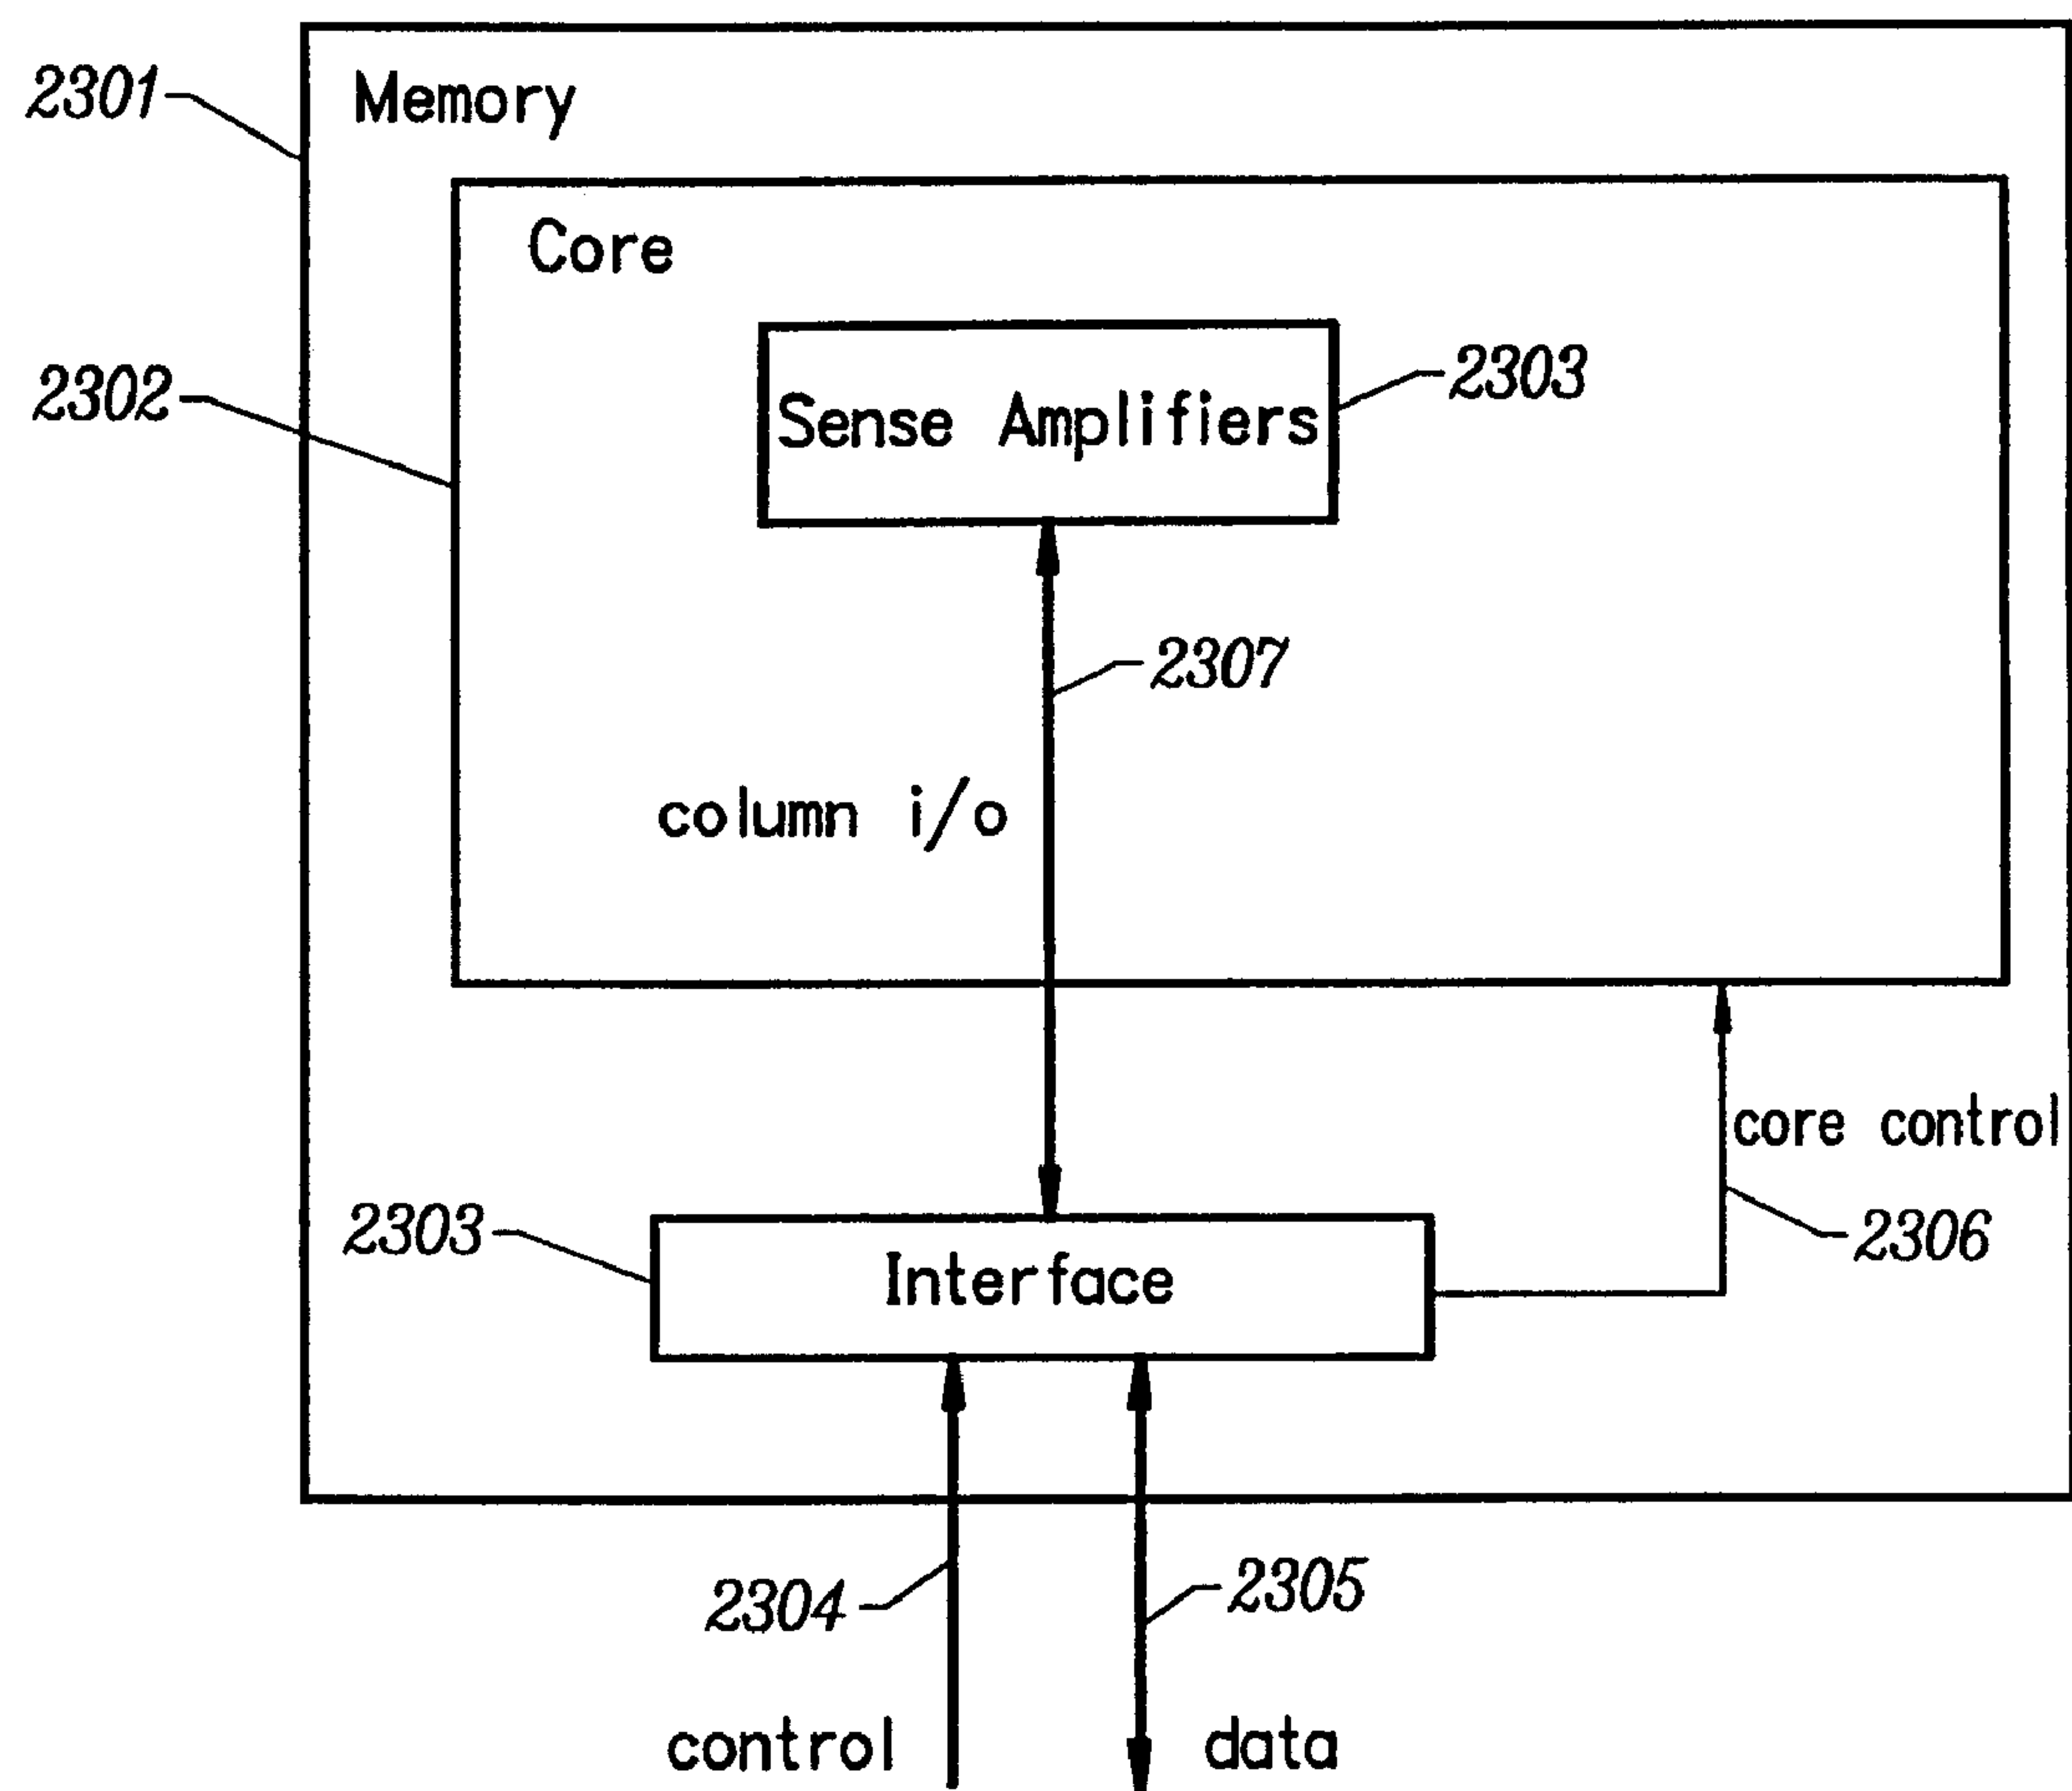 2301
Memory
Core
2302
2303
Sense Amplifiers
2307
column i/o
core control
2303
Interface
2306
2304
2305
control
data